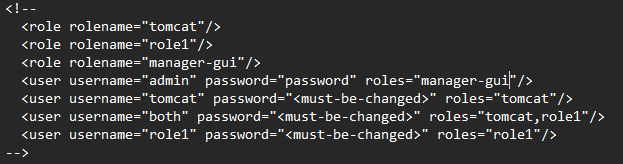 <!--
<role rolename="tomcat"/>
<role rolename="role1"/>
<role rolename="manager-gui"/>
<user username="admin" password="password" roles="manager-gui"/>
<user username="tomcat" password="<must-be-changed>" roles="tomcat"/>
<user username="both" password="<must-be-changed>" roles="tomcat,role1"/>
<user username="role1" password="<must-be-changed>" roles="role1"/>
-->